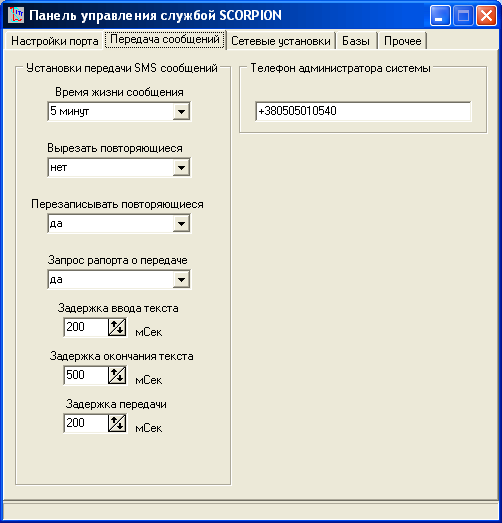 Панель управления службой SCORPION
Настройки порта Передача сообщений Сетевые установки Базы Прочее
Установки передачи SMS сообщений
Время жизни сообщения
5 минут
Вырезать повторяющиеся
нет
Перезаписывать повторяющиеся
да
Запрос рапорта о передаче
да
Задержка ввода текста
200 мСек
Задержка окончания текста
500 мСек
Задержка передачи
200 мСек
Телефон администратора системы
+380505010540